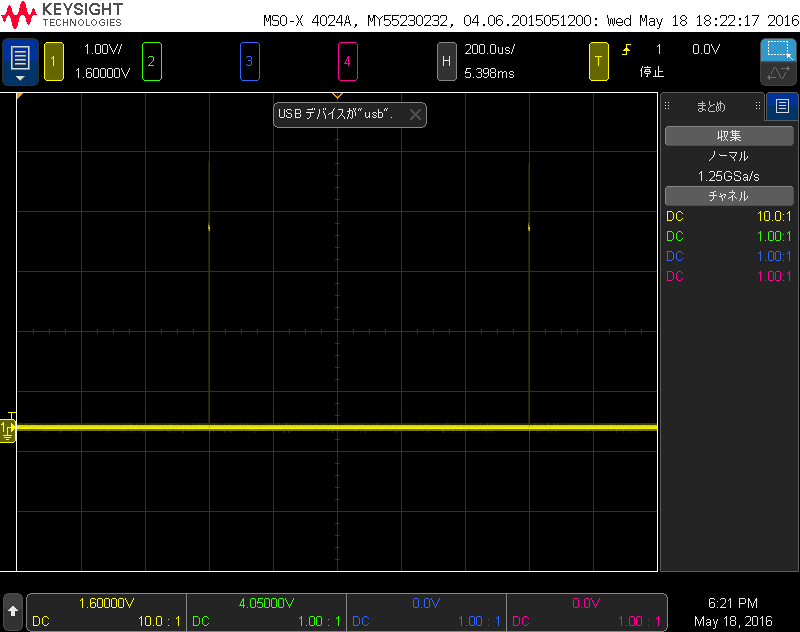 KEYSIGHT
TECHNOLOGIES
MSO-X 4024A, MY55230232, 04.06.2015051200: Wed May 18 18:22:17 2016
1 1.00V/ 2 3 4 H 200.0us/ T 1 0.0V
1.60000V 5.398ms 停止
USB デバイスが"usb".
まとめ
収集
ノーマル
1.25GSa/s
チャネル
DC 10.0:1
DC 1.00:1
DC 1.00:1
DC 1.00:1
T
1
1.60000V 4.05000V 0.0V 0.0V 6:21 PM
DC 10.0 : 1 DC 1.00 : 1 DC 1.00 : 1 DC 1.00 : 1 May 18, 2016